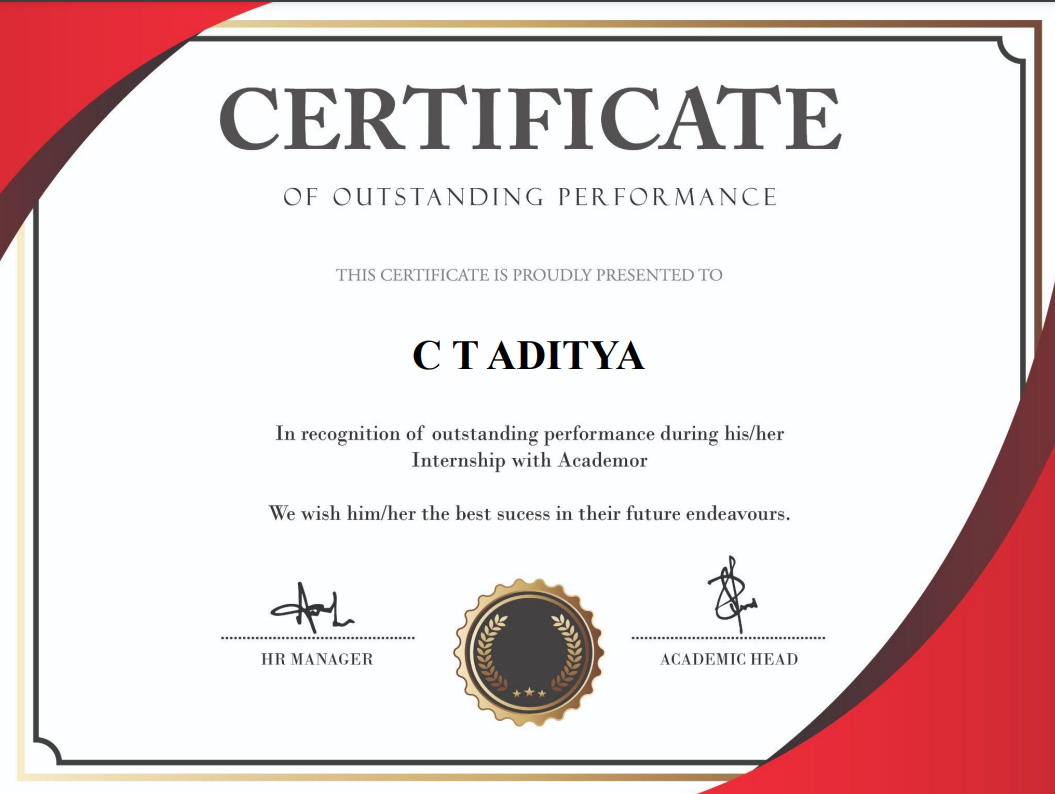 CERTIFICATE
OF OUTSTANDING PERFORMANCE
THIS CERTIFICATE IS PROUDLY PRESENTED TO
C T ADITYA
In recognition of outstanding performance during his/her
Internship with Academor
We wish him/her the best sucess in their future endeavours.
HR MANAGER
ACADEMIC HEAD